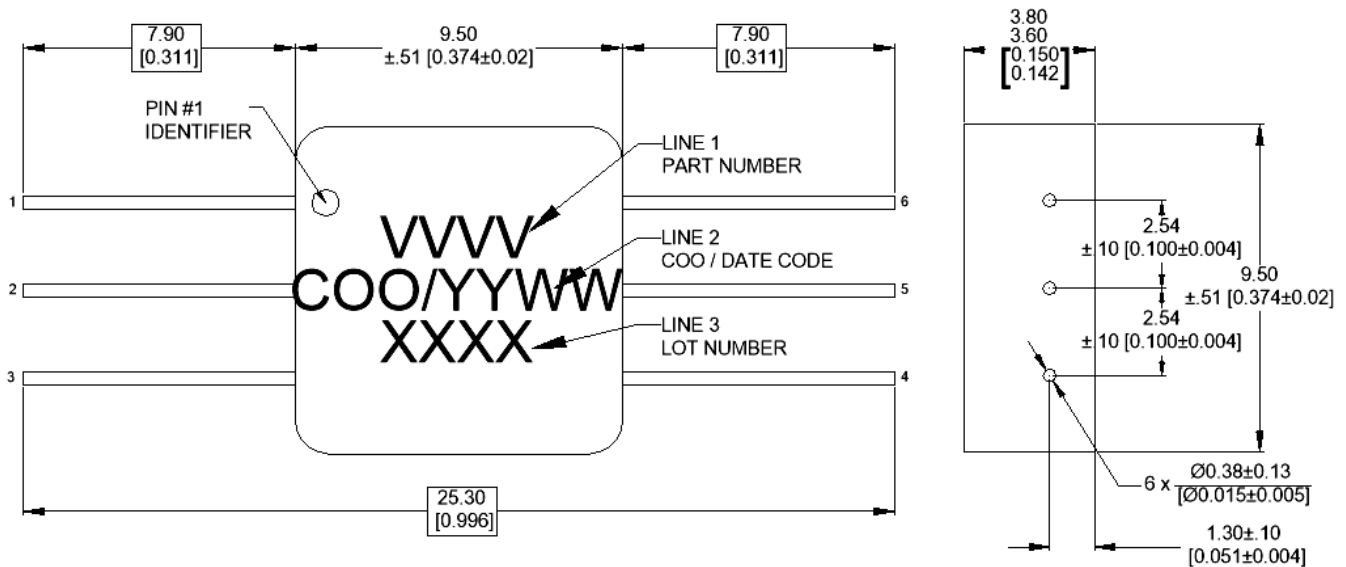 7.90
[0.311]
9.50
±.51 [0.374±0.02]
7.90
[0.311]
PIN #1
IDENTIFIER
LINE 1
PART NUMBER
1
6
VVVV
LINE 2
COO / DATE CODE
2
COO/YYWW
5
LINE 3
LOT NUMBER
XXXX
3
4
25.30
[0.996]
3.80
3.60
[0.150
0.142]
2.54
±.10 [0.100±0.004]
9.50
±.51 [0.374±0.02]
2.54
±.10 [0.100±0.004]
6 x Ø0.38±0.13
[Ø0.015±0.005]
1.30±.10
[0.051±0.004]